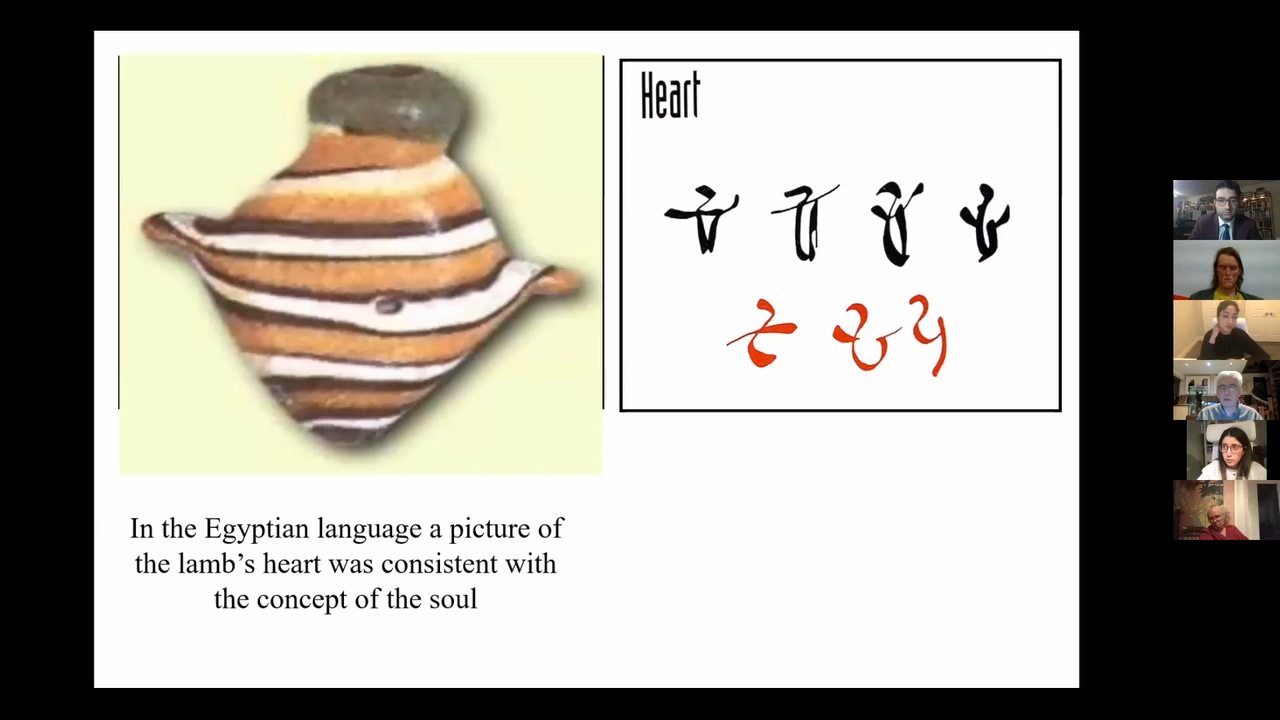 Heart
In the Egyptian language a picture of
the lamb’s heart was consistent with
the concept of the soul